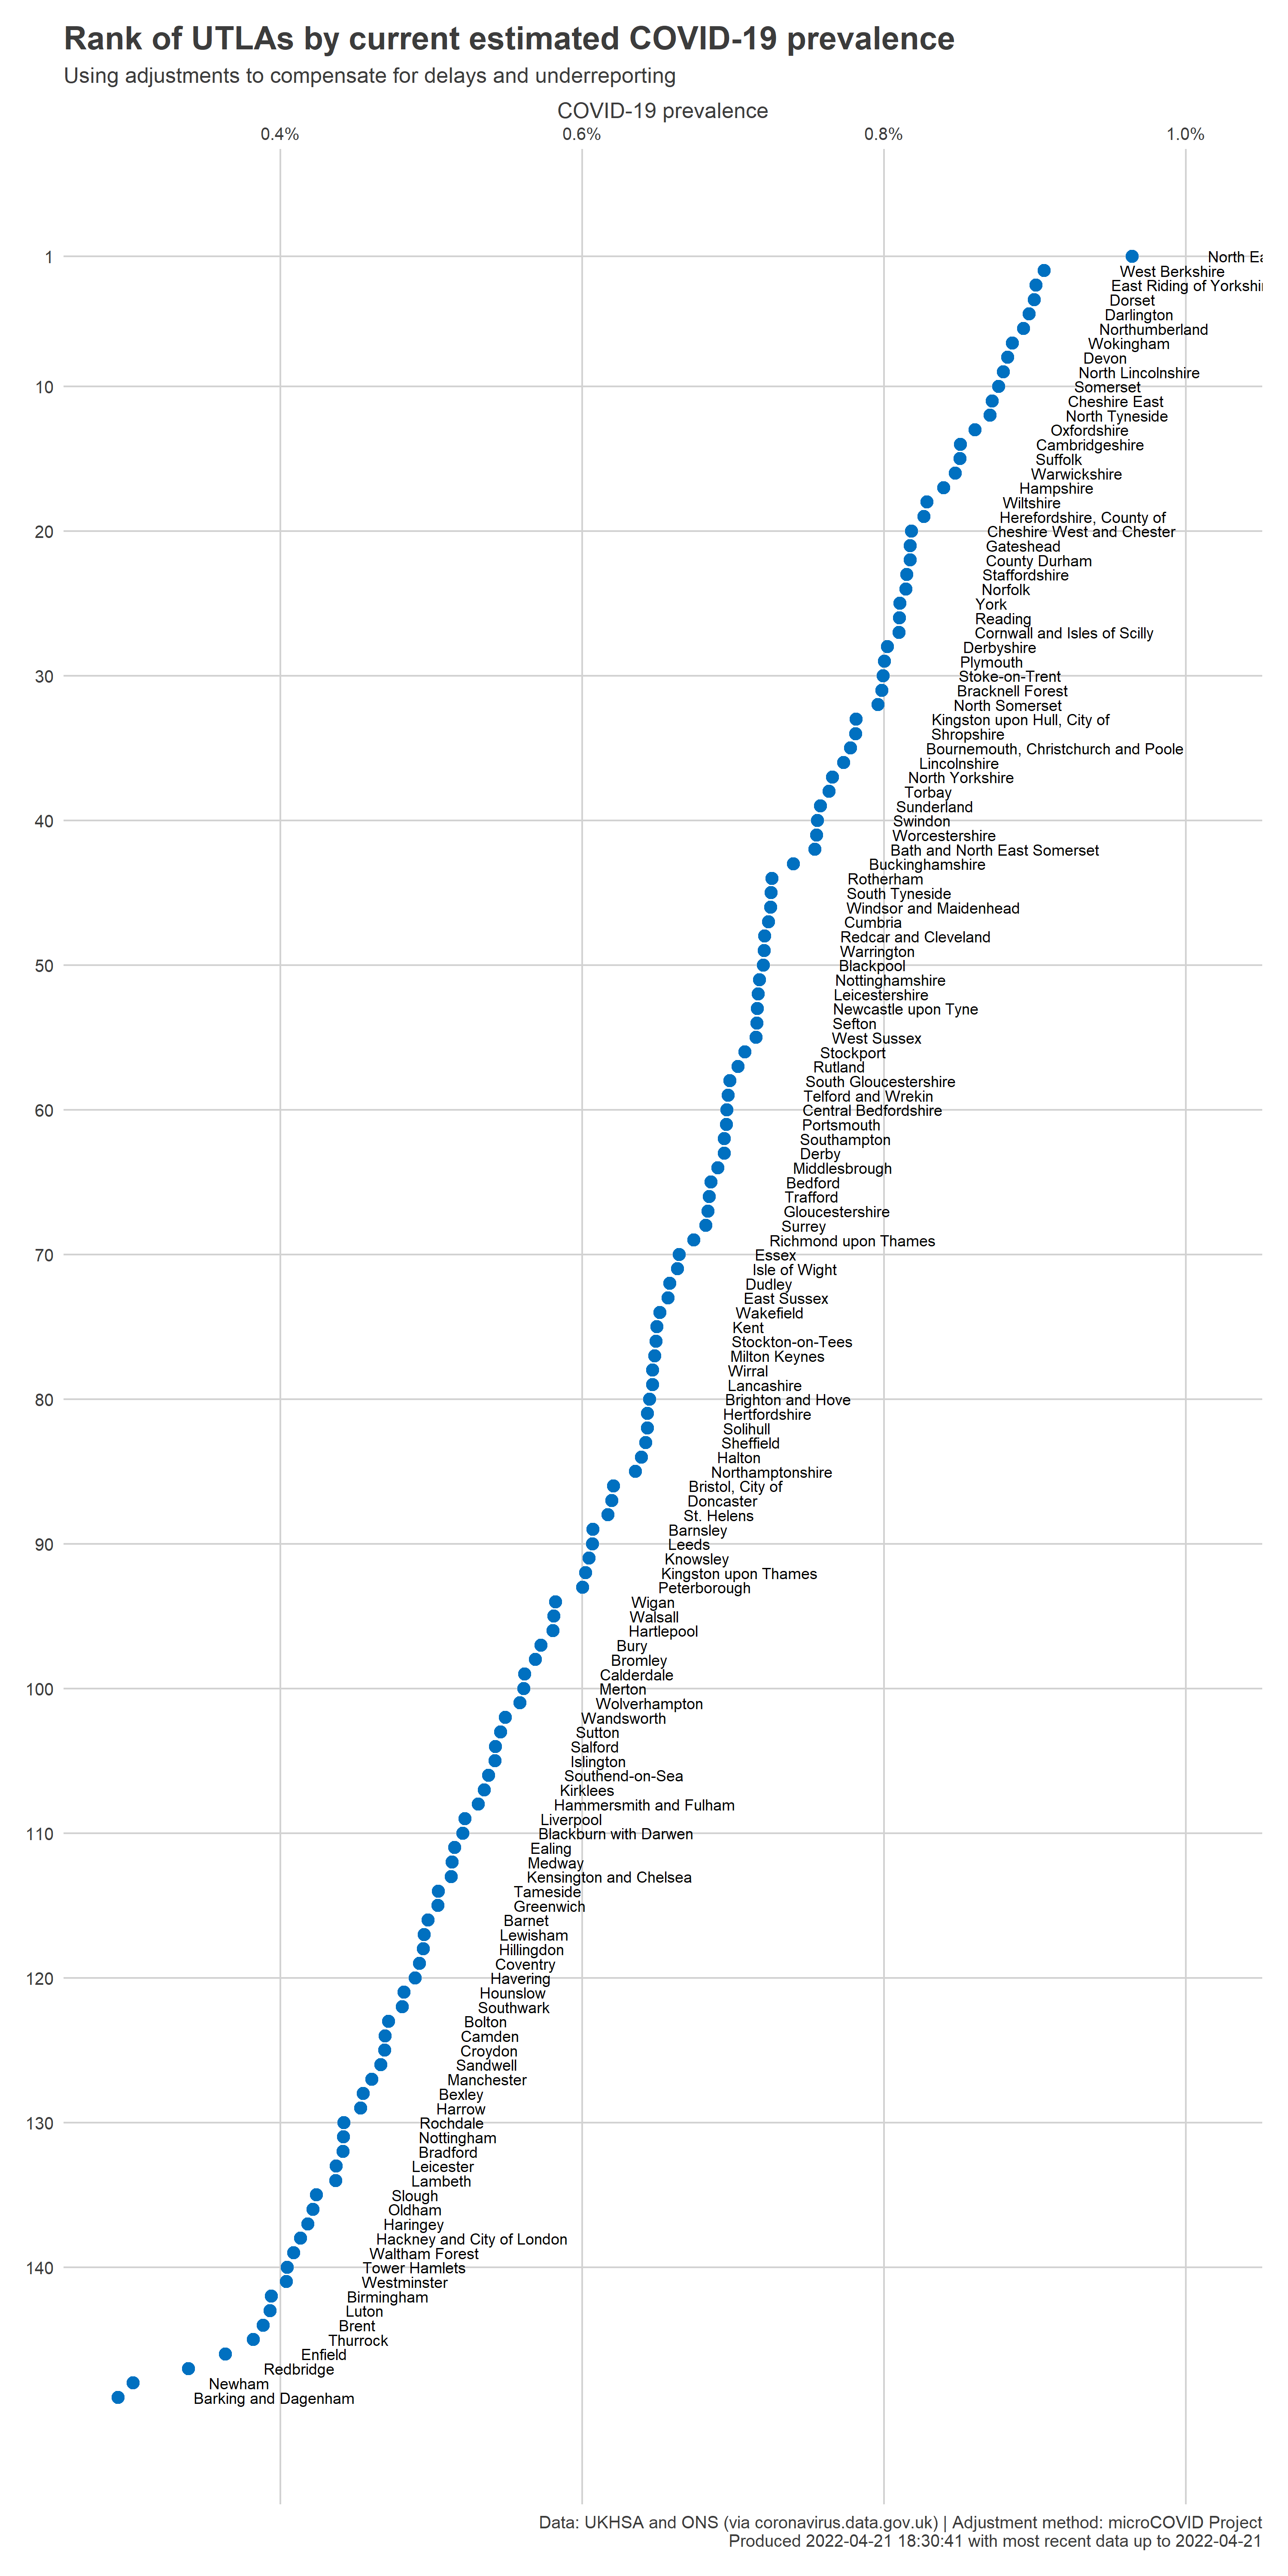 Rank of UTLAs by current estimated COVID-19 prevalence
Using adjustments to compensate for delays and underreporting
COVID-19 prevalence
0.4% 0.6% 0.8% 1.0%
1 North Ea
West Berkshire
East Riding of Yorkshi
Dorset
Darlington
Northumberland
Wokingham
Devon
North Lincolnshire
10 Somerset
Cheshire East
North Tyneside
Oxfordshire
Cambridgeshire
Suffolk
Warwickshire
Hampshire
Wiltshire
Herefordshire, County of
20 Cheshire West and Chester
Gateshead
County Durham
Staffordshire
Norfolk
York
Reading
Cornwall and Isles of Scilly
Derbyshire
Plymouth
30 Stoke-on-Trent
Bracknell Forest
North Somerset
Kingston upon Hull, City of
Shropshire
Bournemouth, Christchurch and Poole
Lincolnshire
North Yorkshire
Torbay
Sunderland
40 Swindon
Worcestershire
Bath and North East Somerset
Buckinghamshire
Rotherham
South Tyneside
Windsor and Maidenhead
Cumbria
Redcar and Cleveland
Warrington
50 Blackpool
Nottinghamshire
Leicestershire
Newcastle upon Tyne
Sefton
West Sussex
Stockport
Rutland
South Gloucestershire
Telford and Wrekin
60 Central Bedfordshire
Portsmouth
Southampton
Derby
Middlesbrough
Bedford
Trafford
Gloucestershire
Surrey
Richmond upon Thames
70 Essex
Isle of Wight
Dudley
East Sussex
Wakefield
Kent
Stockton-on-Tees
Milton Keynes
Wirral
Lancashire
80 Brighton and Hove
Hertfordshire
Solihull
Sheffield
Halton
Northamptonshire
Bristol, City of
Doncaster
St. Helens
Barnsley
90 Leeds
Knowsley
Kingston upon Thames
Peterborough
Wigan
Walsall
Hartlepool
Bury
Bromley
Calderdale
100 Merton
Wolverhampton
Wandsworth
Sutton
Salford
Islington
Southend-on-Sea
Kirklees
Hammersmith and Fulham
Liverpool
110 Blackburn with Darwen
Ealing
Medway
Kensington and Chelsea
Tameside
Greenwich
Barnet
Lewisham
Hillingdon
Coventry
120 Havering
Hounslow
Southwark
Bolton
Camden
Croydon
Sandwell
Manchester
Bexley
Harrow
130 Rochdale
Nottingham
Bradford
Leicester
Lambeth
Slough
Oldham
Haringey
Hackney and City of London
Waltham Forest
140 Tower Hamlets
Westminster
Birmingham
Luton
Brent
Thurrock
Enfield
Redbridge
Newham
Barking and Dagenham
Data: UKHSA and ONS (via coronavirus.data.gov.uk) | Adjustment method: microCOVID Project
Produced 2022-04-21 18:30:41 with most recent data up to 2022-04-21